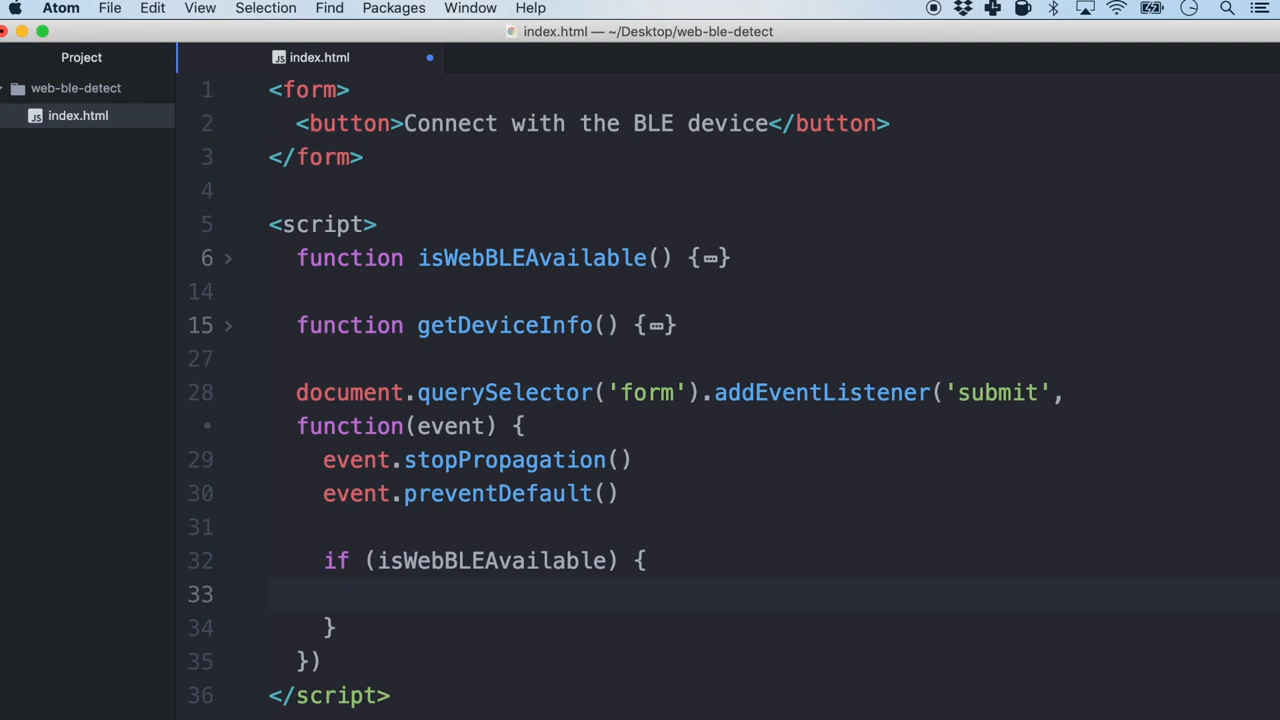 Atom File Edit View Selection Find Packages Window Help
index.html — ~/Desktop/web-ble-detect
Project
index.html
web-ble-detect
index.html
1 <form>
2 <button>Connect with the BLE device</button>
3 </form>
4
5 <script>
6 function isWebBLEAvailable() {…}
14
15 function getDeviceInfo() {…}
27
28 document.querySelector('form').addEventListener('submit',
• function(event) {
29 event.stopPropagation()
30 event.preventDefault()
31
32 if (isWebBLEAvailable) {
33
34 }
35 })
36 </script>